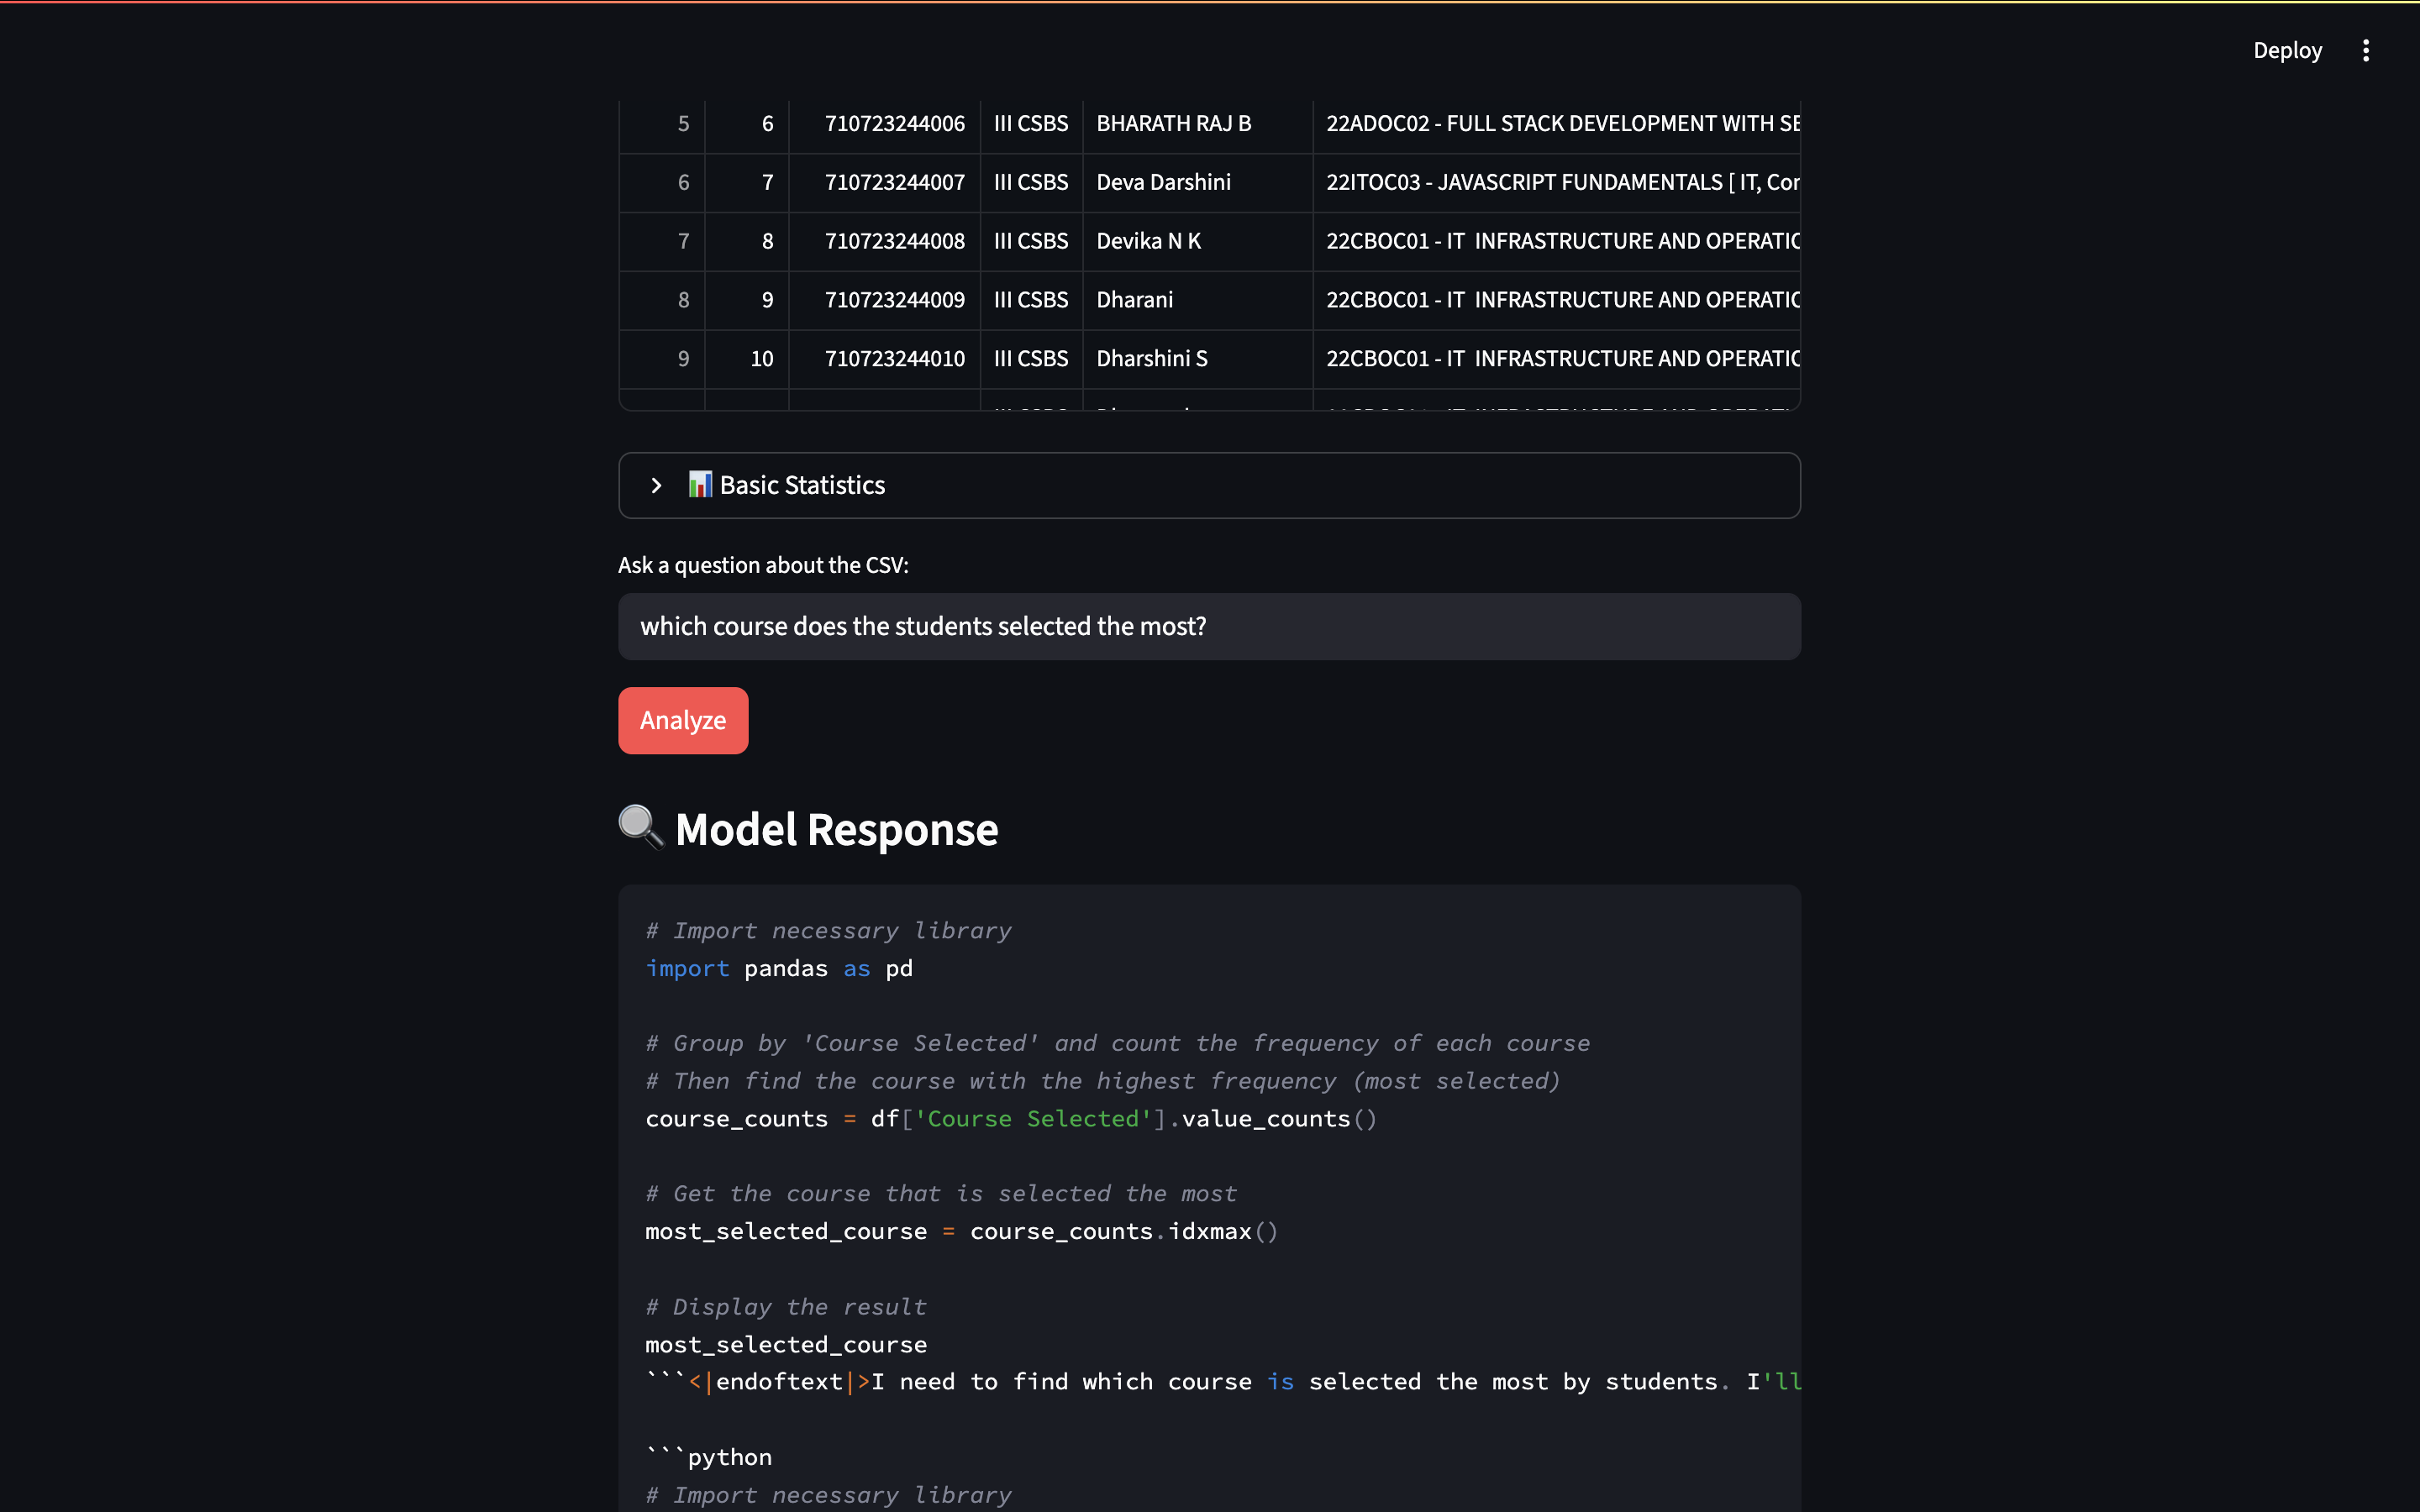 Deploy
5 6 710723244006 III CSBS BHARATH RAJ B 22ADOC02 - FULL STACK DEVELOPMENT WITH SE
6 7 710723244007 III CSBS Deva Darshini 22ITOC03 - JAVASCRIPT FUNDAMENTALS [ IT, Cor
7 8 710723244008 III CSBS Devika N K 22CBOC01 - IT  INFRASTRUCTURE AND OPERATIC
8 9 710723244009 III CSBS Dharani 22CBOC01 - IT  INFRASTRUCTURE AND OPERATIC
9 10 710723244010 III CSBS Dharshini S 22CBOC01 - IT  INFRASTRUCTURE AND OPERATIC
📊 Basic Statistics
Ask a question about the CSV:
which course does the students selected the most?
Analyze
🔍 Model Response
# Import necessary library
import pandas as pd
# Group by 'Course Selected' and count the frequency of each course
# Then find the course with the highest frequency (most selected)
course_counts = df['Course Selected'].value_counts()
# Get the course that is selected the most
most_selected_course = course_counts.idxmax()
# Display the result
most_selected_course
```<|endoftext|>I need to find which course is selected the most by students. I'll
```python
# Import necessary library